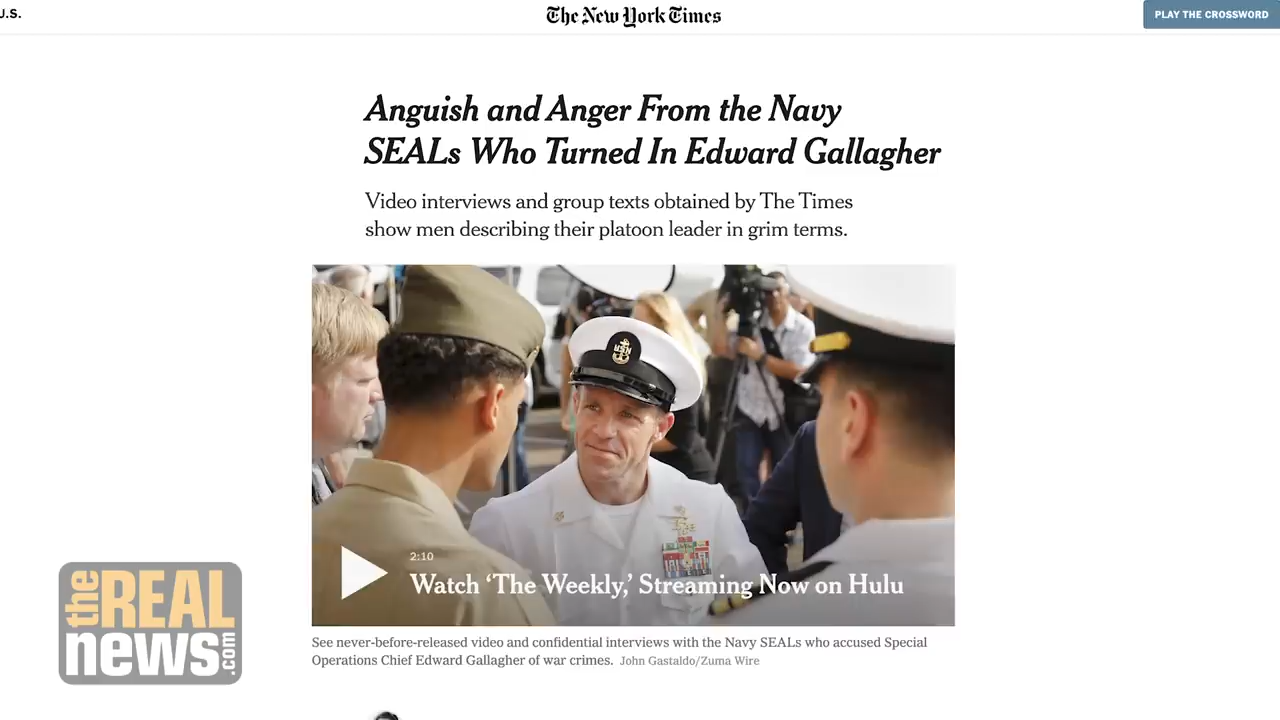 U.S.
The New York Times
PLAY THE CROSSWORD
Anguish and Anger From the Navy
SEALs Who Turned In Edward Gallagher
Video interviews and group texts obtained by The Times
show men describing their platoon leader in grim terms.
USN
2:10
Watch ‘The Weekly,’ Streaming Now on Hulu
See never-before-released video and confidential interviews with the Navy SEALs who accused Special
Operations Chief Edward Gallagher of war crimes. John Gastaldo/Zuma Wire
the REAL
news.com